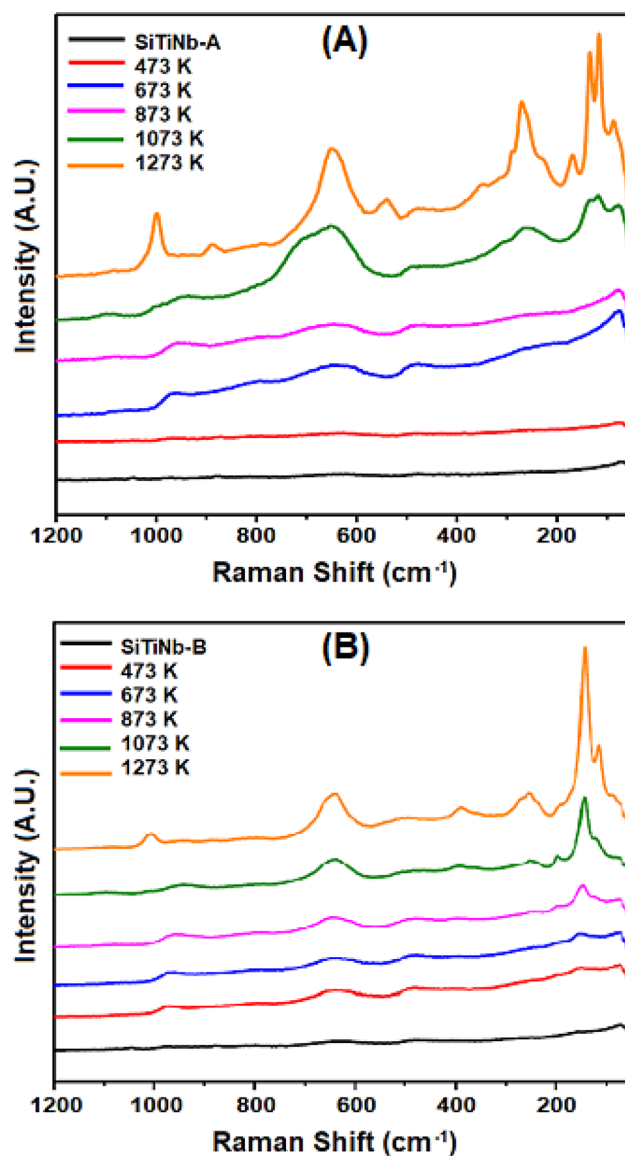 (A)
SiTiNb-A
473 K
673 K
873 K
1073 K
1273 K
Intensity (A.U.)
1200 1000 800 600 400 200
Raman Shift (cm⁻¹)
(B)
SiTiNb-B
473 K
673 K
873 K
1073 K
1273 K
Intensity (A.U.)
1200 1000 800 600 400 200
Raman Shift (cm⁻¹)